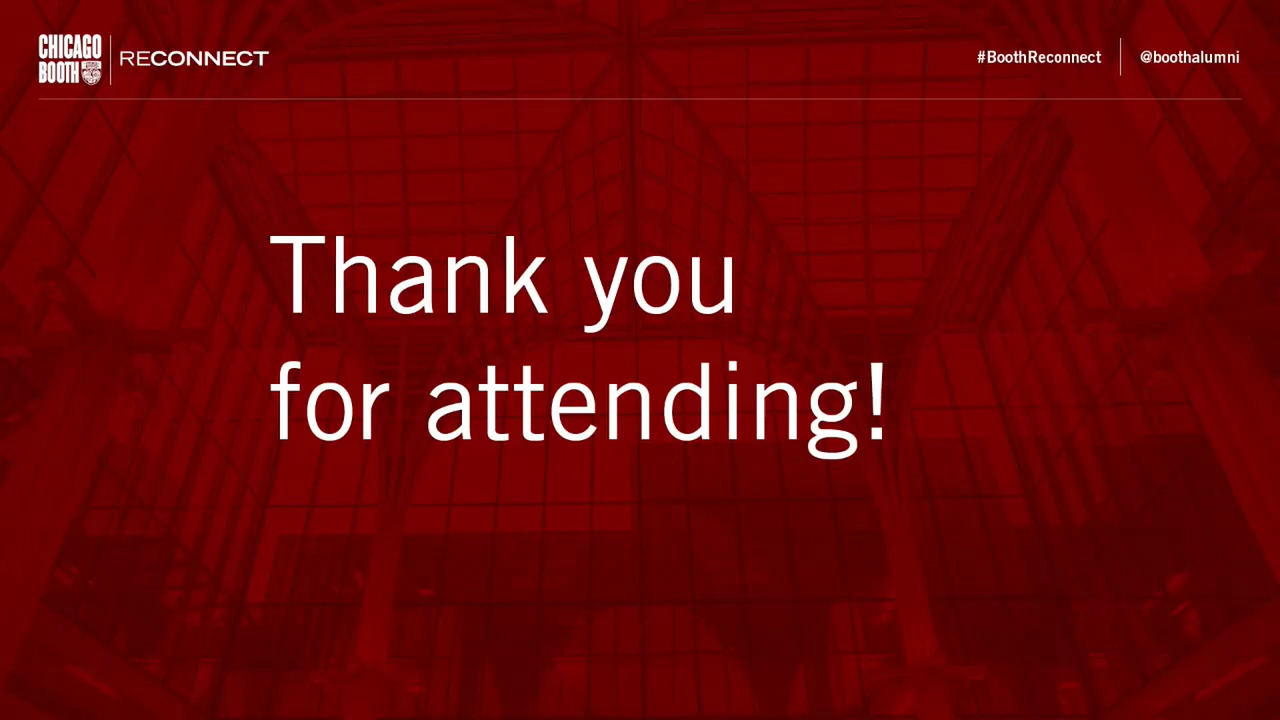 CHICAGO
BOOTH
RECONNECT
#BoothReconnect
@boothalumni
Thank you
for attending!